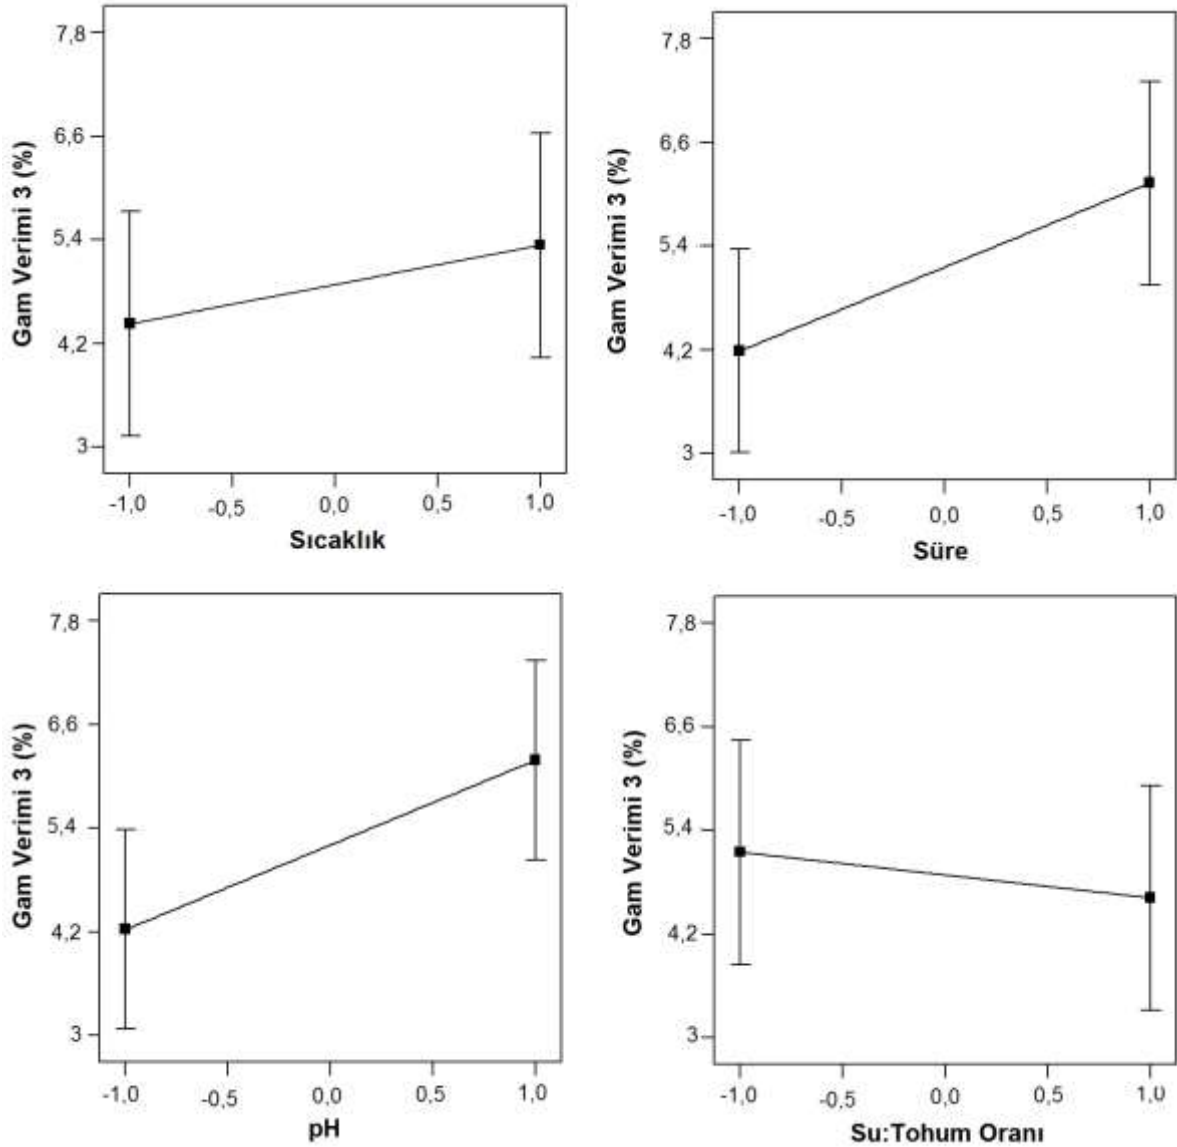 Gam Verimi 3 (%)
7,8
6,6
5,4
4,2
3
-1,0 -0,5 0,0 0,5 1,0
Sıcaklık
Gam Verimi 3 (%)
7,8
6,6
5,4
4,2
3
-1,0 -0,5 0,0 0,5 1,0
Süre
Gam Verimi 3 (%)
7,8
6,6
5,4
4,2
3
-1,0 -0,5 0,0 0,5 1,0
pH
Gam Verimi 3 (%)
7,8
6,6
5,4
4,2
3
-1,0 -0,5 0,0 0,5 1,0
Su:Tohum Oranı